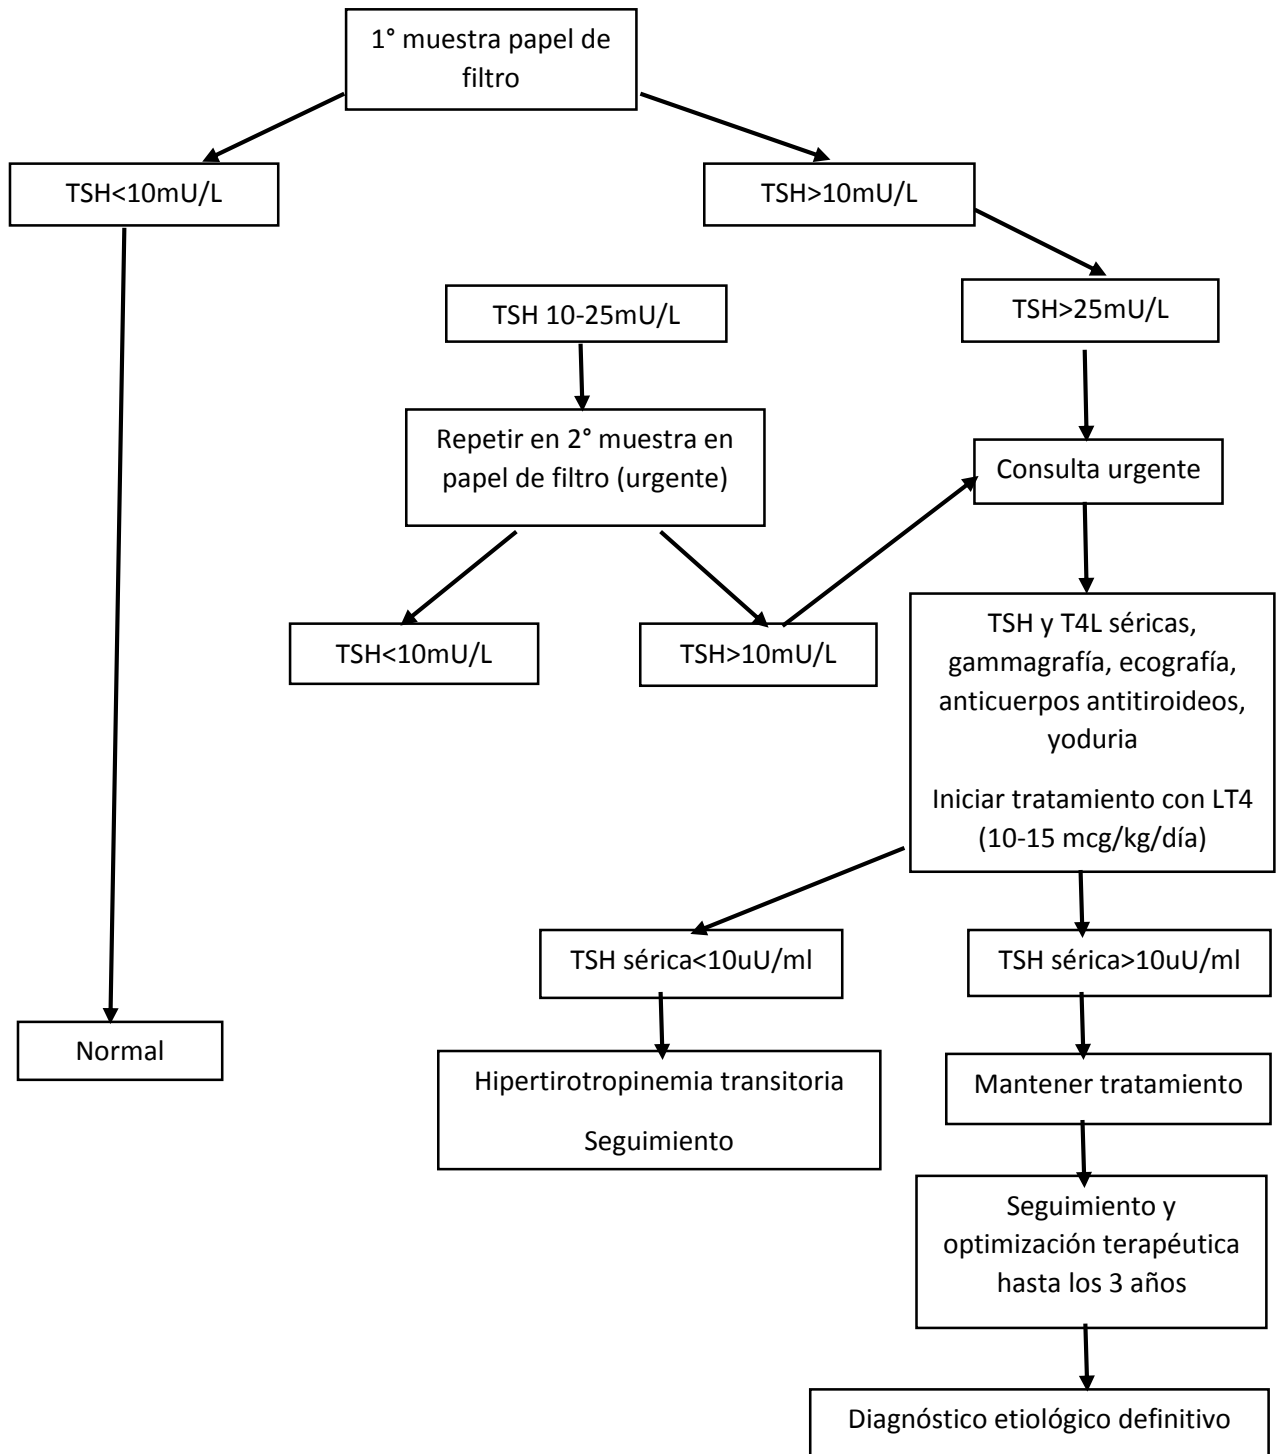 1° muestra papel de
filtro
TSH<10mU/L
TSH>10mU/L
TSH 10-25mU/L
TSH>25mU/L
Repetir en 2° muestra en
papel de filtro (urgente)
Consulta urgente
TSH<10mU/L
TSH>10mU/L
TSH y T4L séricas,
gammagrafía, ecografía,
anticuerpos antitiroideos,
yoduria
Iniciar tratamiento con LT4
(10-15 mcg/kg/día)
TSH sérica<10uU/ml
TSH sérica>10uU/ml
Normal
Hipertirotropinemia transitoria
Seguimiento
Mantener tratamiento
Seguimiento y
optimización terapéutica
hasta los 3 años
Diagnóstico etiológico definitivo